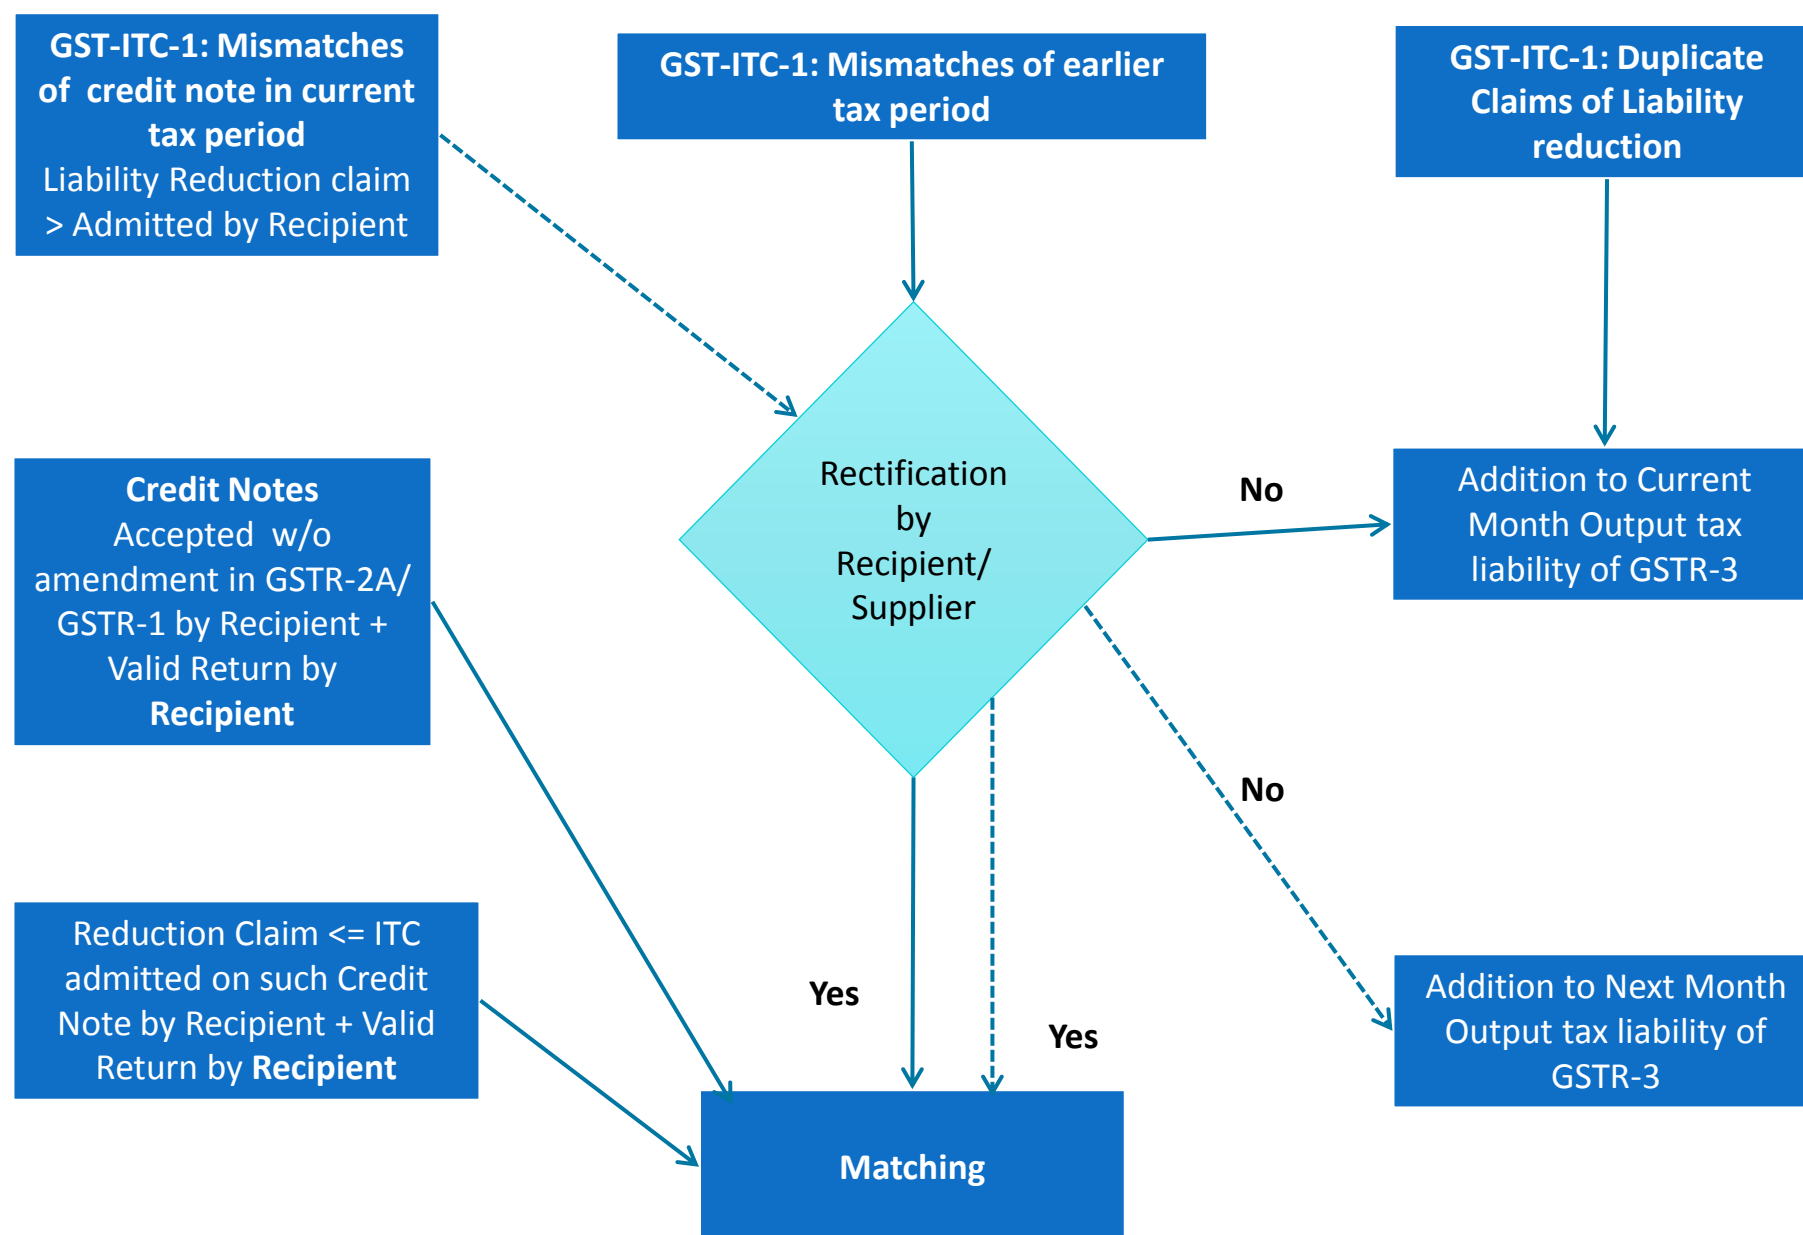 GST-ITC-1: Mismatches
of credit note in current
tax period
Liability Reduction claim
> Admitted by Recipient
GST-ITC-1: Mismatches of earlier
tax period
GST-ITC-1: Duplicate
Claims of Liability
reduction
Rectification
by
Recipient/
Supplier
No
Addition to Current
Month Output tax
liability of GSTR-3
Credit Notes
Accepted w/o
amendment in GSTR-2A/
GSTR-1 by Recipient +
Valid Return by
Recipient
No
Reduction Claim <= ITC
admitted on such Credit
Note by Recipient + Valid
Return by Recipient
Yes
Yes
Addition to Next Month
Output tax liability of
GSTR-3
Matching